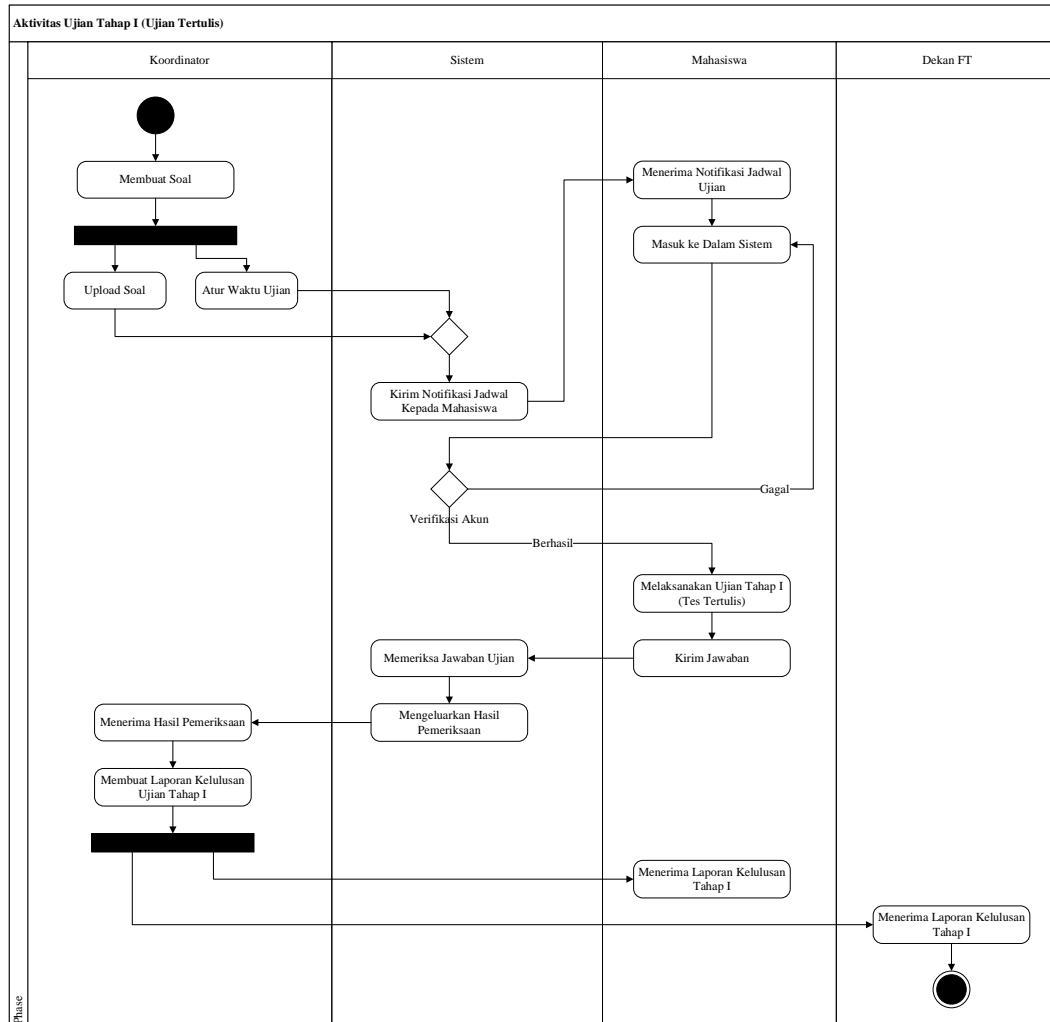 Aktivitas Ujian Tahap I (Ujian Tertulis)
Koordinator
Sistem
Mahasiswa
Dekan FT
Membuat Soal
Menerima Notifikasi Jadwal
Ujian
Masuk ke Dalam Sistem
Upload Soal
Atur Waktu Ujian
Kirim Notifikasi Jadwal
Kepada Mahasiswa
Gagal
Verifikasi Akun
Berhasil
Melaksanakan Ujian Tahap I
(Tes Tertulis)
Memeriksa Jawaban Ujian
Kirim Jawaban
Menerima Hasil Pemeriksaan
Mengeluarkan Hasil
Pemeriksaan
Membuat Laporan Kelulusan
Ujian Tahap I
Menerima Laporan Kelulusan
Tahap I
Menerima Laporan Kelulusan
Tahap I
Phase